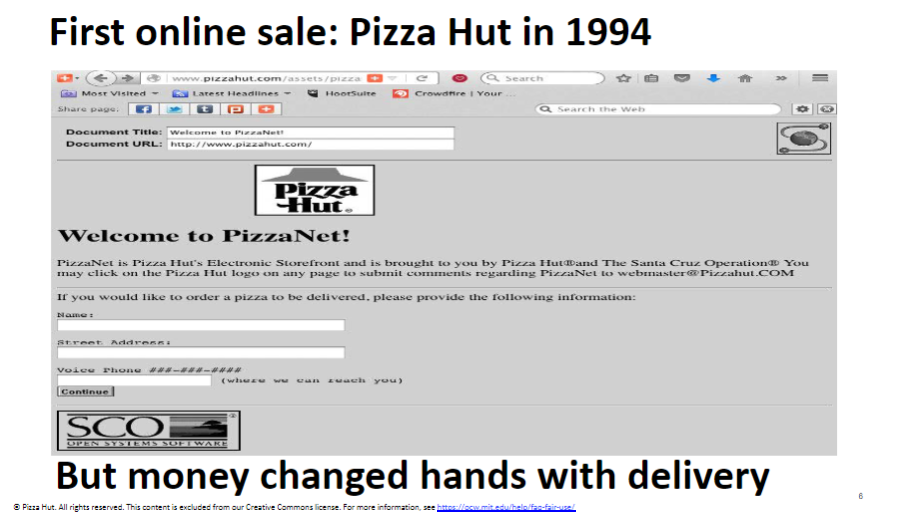 First online sale: Pizza Hut in 1994
www.pizzahut.com/assets/pizza
Search
Most Visited
Latest Headlines
HootSuite
Crowdfire | Your ...
Share page:
Search the Web
Document Title: Welcome to PizzaNet!
Document URL: http://www.pizzahut.com/
Pizza
Hut®
Welcome to PizzaNet!
PizzaNet is Pizza Hut's Electronic Storefront and is brought to you by Pizza Hut®and The Santa Cruz Operation® You
may click on the Pizza Hut logo on any page to submit comments regarding PizzaNet to webmaster@Pizzahut.COM
If you would like to order a pizza to be delivered, please provide the following information:
Name:
Street Address:
Voice Phone ###-###-####
(where we can reach you)
Continue
SCO®
OPEN SYSTEMS SOFTWARE
But money changed hands with delivery
6
© Pizza Hut. All rights reserved. This content is excluded from our Creative Commons license. For more information, see https://ocw.mit.edu/help/faq-fair-use/